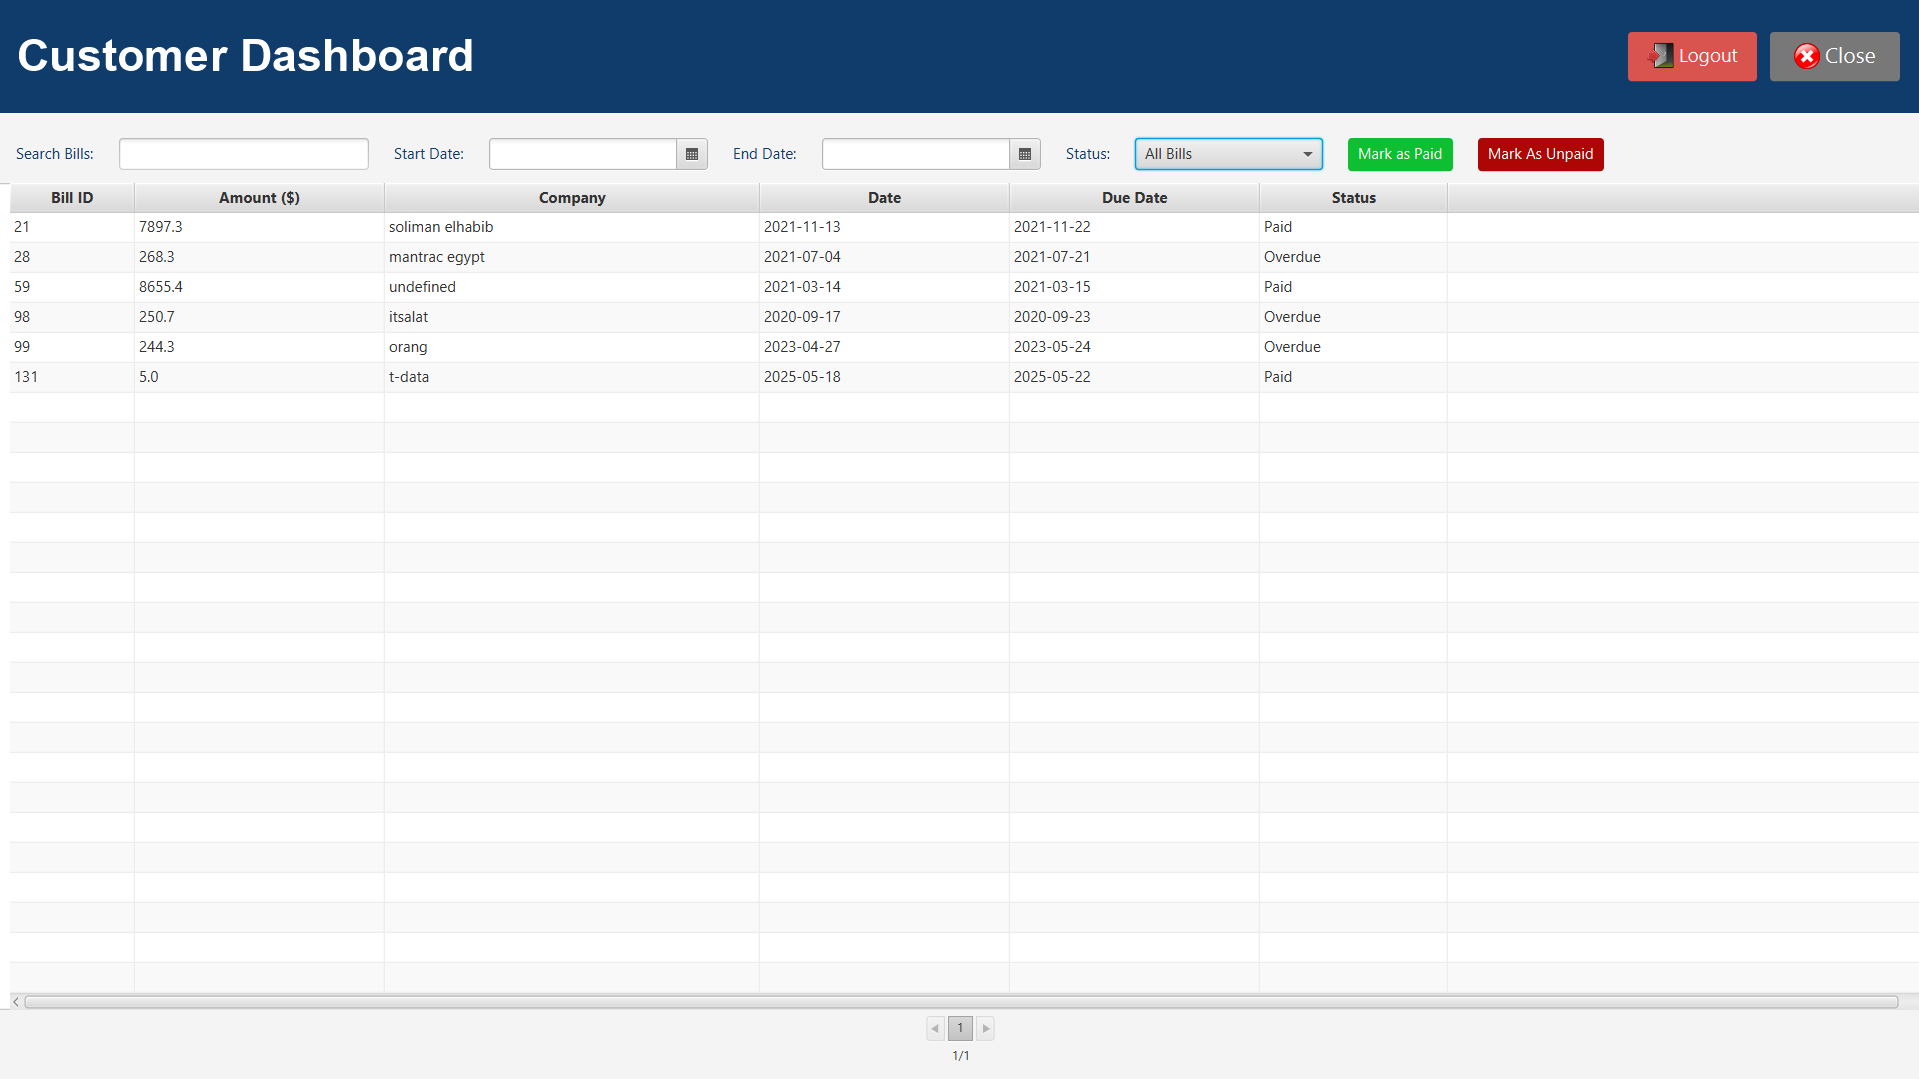 Customer Dashboard
Logout
Close
Search Bills:
Start Date:
End Date:
Status:
All Bills
Mark as Paid
Mark As Unpaid
Bill ID Amount ($) Company Date Due Date Status
21 7897.3 soliman elhabib 2021-11-13 2021-11-22 Paid
28 268.3 mantrac egypt 2021-07-04 2021-07-21 Overdue
59 8655.4 undefined 2021-03-14 2021-03-15 Paid
98 250.7 itsalat 2020-09-17 2020-09-23 Overdue
99 244.3 orang 2023-04-27 2023-05-24 Overdue
131 5.0 t-data 2025-05-18 2025-05-22 Paid
1
1/1